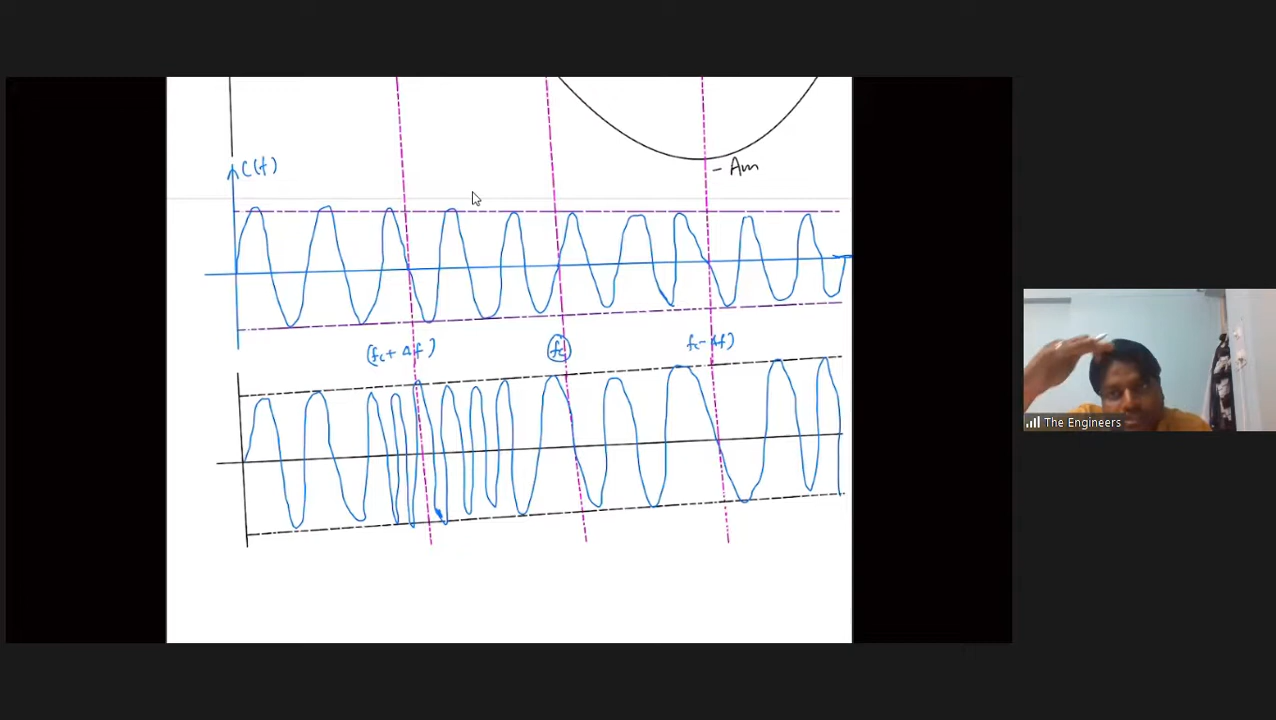 - Am
C(t)
(fc + Δf)
fc
fc - Δf)
The Engineers